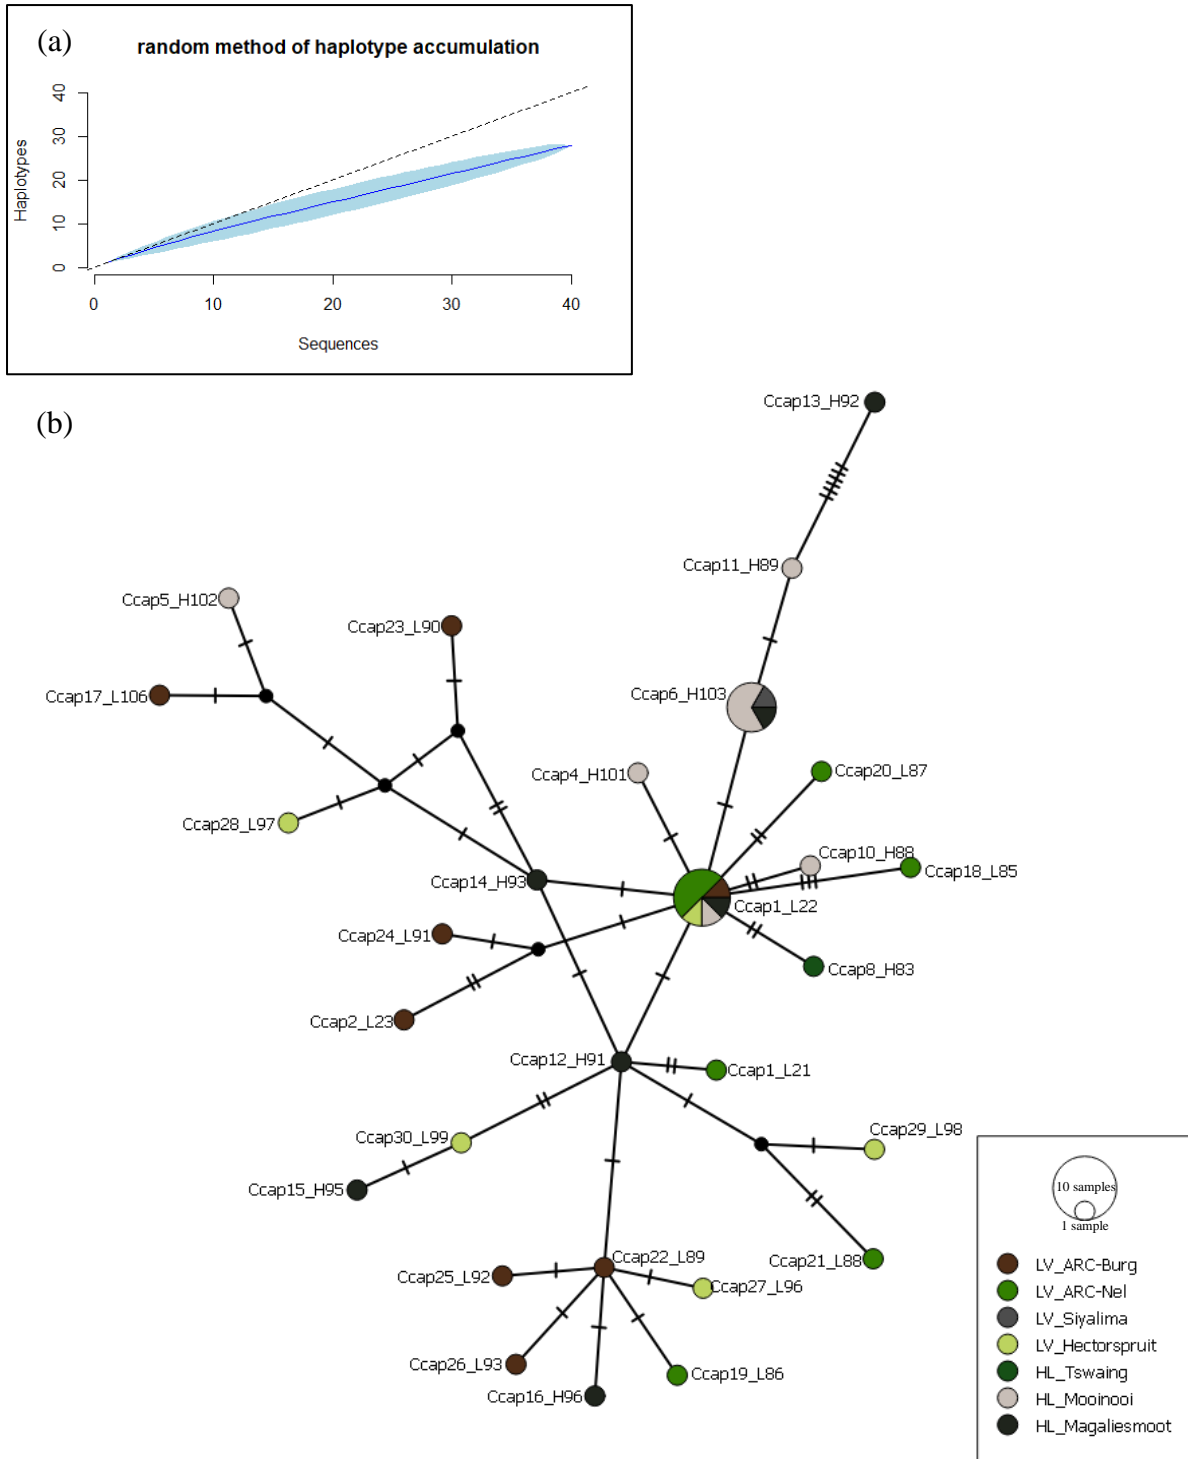 (a)
random method of haplotype accumulation
Haplotypes
0
10
20
30
40
0
10
20
30
40
Sequences
(b)
Ccap13_H92
Ccap11_H89
Ccap5_H102
Ccap23_L90
Ccap17_L106
Ccap6_H103
Ccap4_H101
Ccap20_L87
Ccap28_L97
Ccap10_H88
Ccap18_L85
Ccap14_H93
Ccap1_L22
Ccap24_L91
Ccap8_H83
Ccap2_L23
Ccap12_H91
Ccap1_L21
Ccap29_L98
Ccap30_L99
Ccap15_H95
Ccap22_L89
Ccap21_L88
Ccap25_L92
Ccap27_L96
Ccap26_L93
Ccap19_L86
Ccap16_H96
10 samples
1 sample
LV_ARC-Burg
LV_ARC-Nel
LV_Siyalima
LV_Hectorspruit
HL_Tswaing
HL_Mooinooi
HL_Magaliesmoot